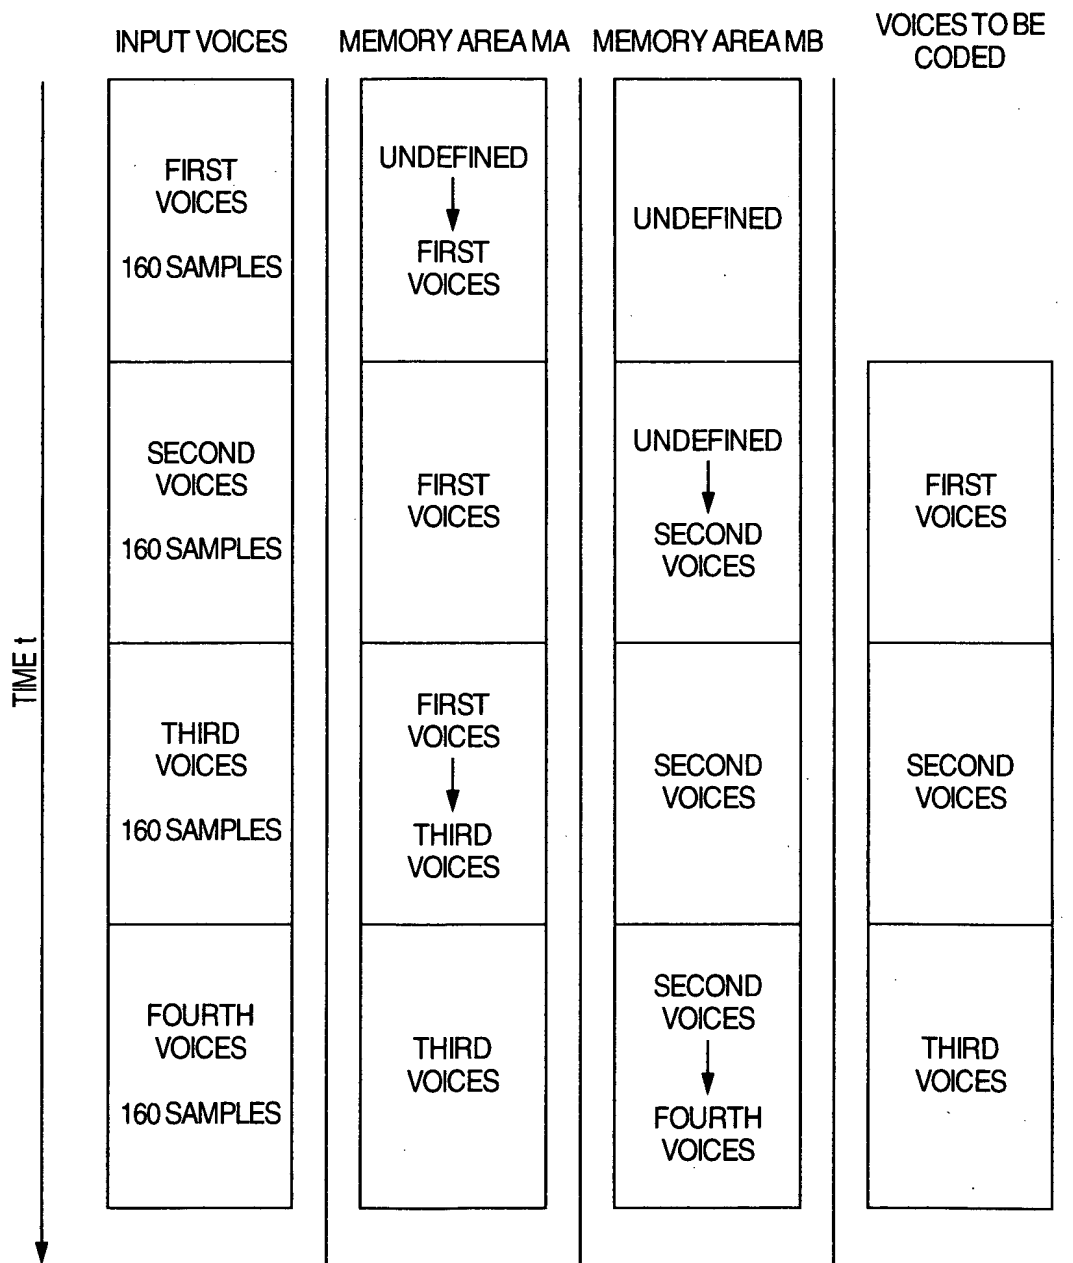 INPUT VOICES
MEMORY AREA MA
MEMORY AREA MB
VOICES TO BE
CODED
TIME t
FIRST
VOICES
160 SAMPLES
UNDEFINED
FIRST
VOICES
UNDEFINED
SECOND
VOICES
160 SAMPLES
FIRST
VOICES
UNDEFINED
SECOND
VOICES
FIRST
VOICES
THIRD
VOICES
160 SAMPLES
FIRST
VOICES
THIRD
VOICES
SECOND
VOICES
SECOND
VOICES
FOURTH
VOICES
160 SAMPLES
THIRD
VOICES
SECOND
VOICES
FOURTH
VOICES
THIRD
VOICES